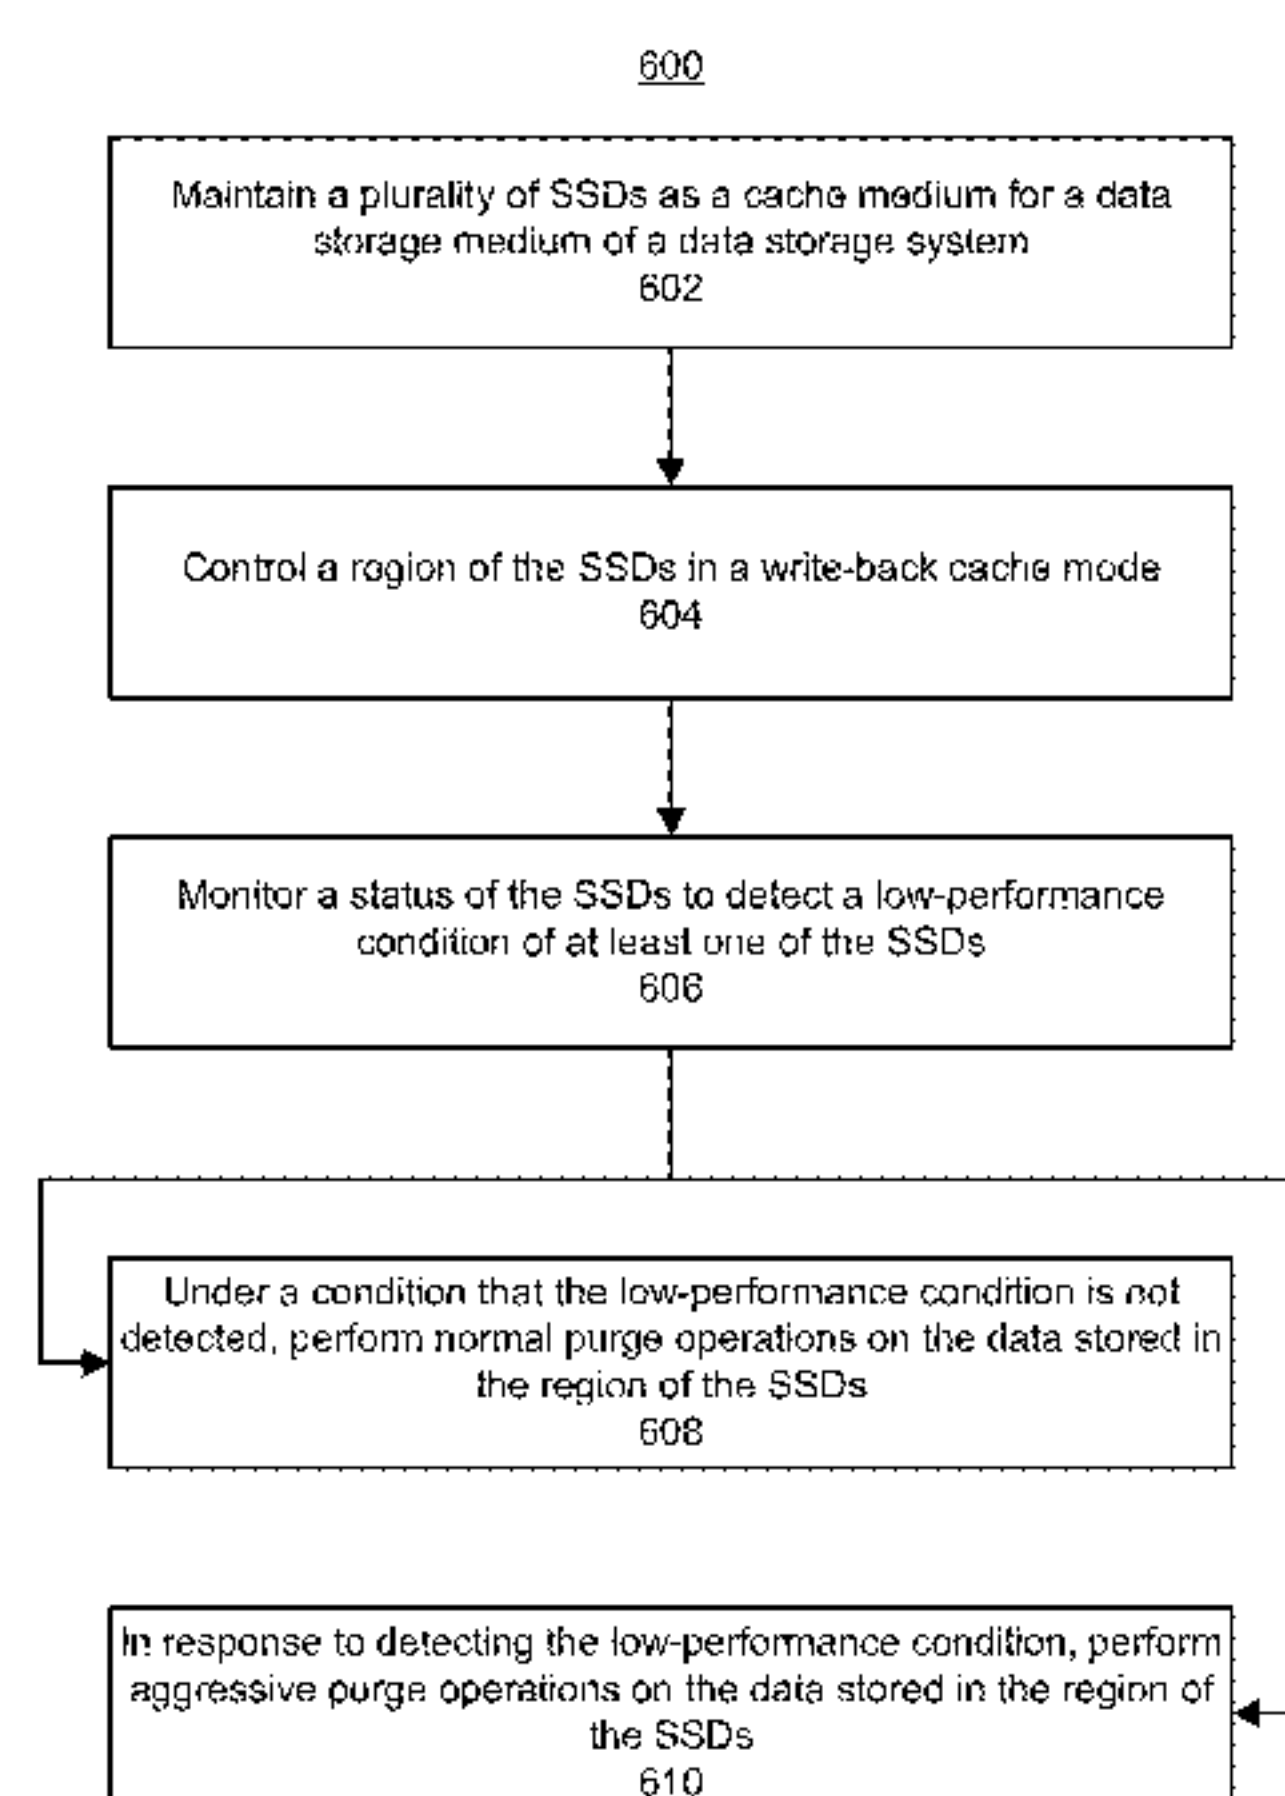 600
Maintain a plurality of SSDs as a cache medium for a data
storage medium of a data storage system
602
Control a region of the SSDs in a write-back cache mode
604
Monitor a status of the SSDs to detect a low-performance
condition of at least one of the SSDs
606
Under a condition that the low-performance condition is not
detected, perform normal purge operations on the data stored in
the region of the SSDs
608
In response to detecting the low-performance condition, perform
aggressive purge operations on the data stored in the region of
the SSDs
610